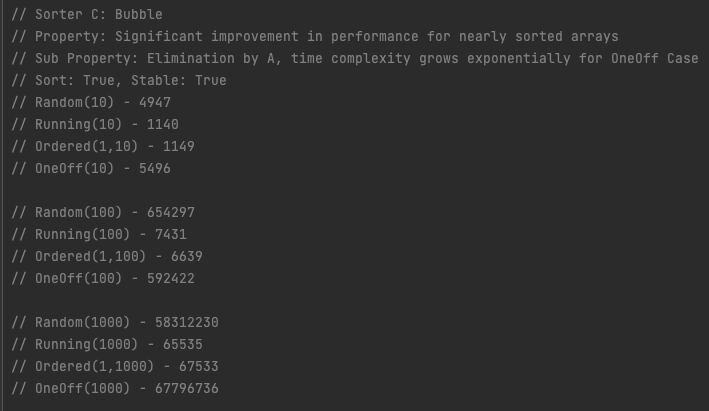 // Sorter C: Bubble
// Property: Significant improvement in performance for nearly sorted arrays
// Sub Property: Elimination by A, time complexity grows exponentially for OneOff Case
// Sort: True, Stable: True
// Random(10) - 4947
// Running(10) - 1140
// Ordered(1,10) - 1149
// OneOff(10) - 5496
// Random(100) - 654297
// Running(100) - 7431
// Ordered(1,100) - 6639
// OneOff(100) - 592422
// Random(1000) - 58312230
// Running(1000) - 65535
// Ordered(1,1000) - 67533
// OneOff(1000) - 67796736